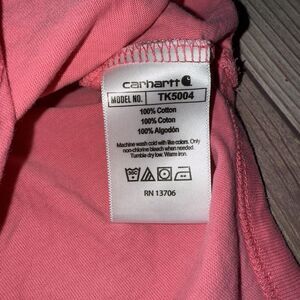 carhartt
MODEL NO. TK5004
100% Cotton
100% Coton
100% Algodón
Machine wash cold with like colors. Only
non-chlorine bleach when needed.
Tumble dry low. Warm iron.
RN 13706